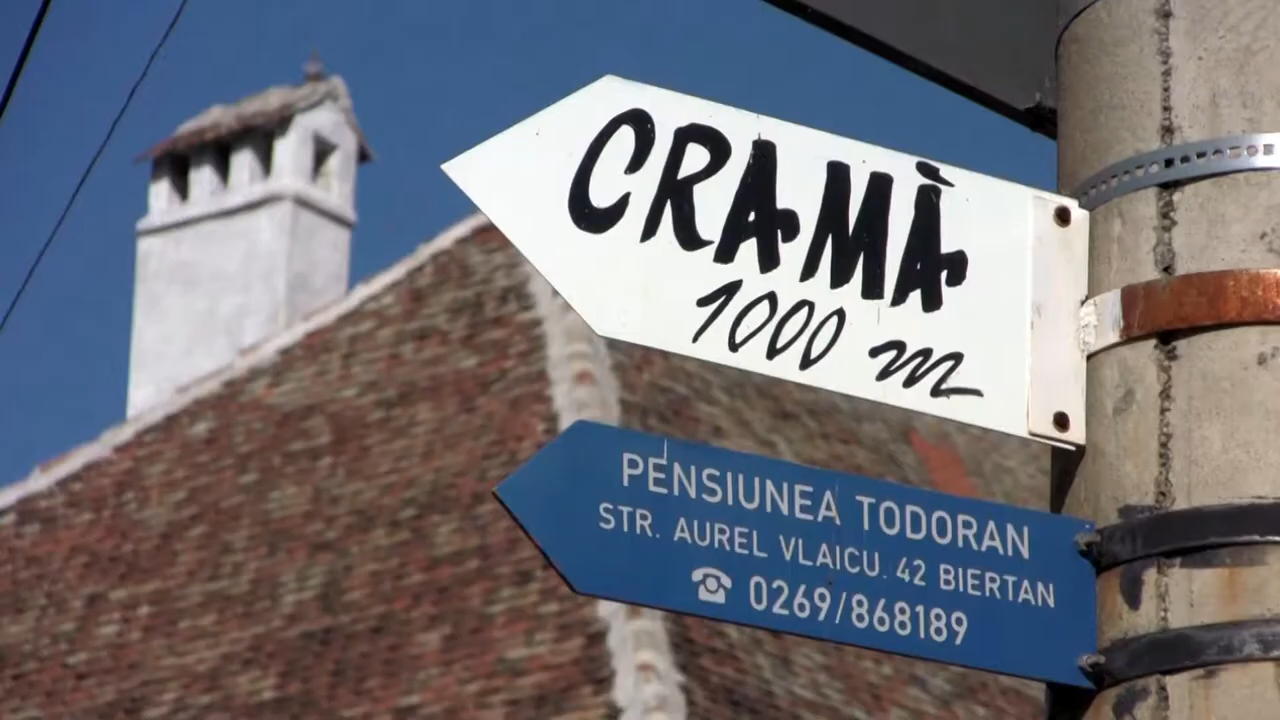 CRAMĂ
1000 m
PENSIUNEA TODORAN
STR. AUREL VLAICU. 42 BIERTAN
0269/868189